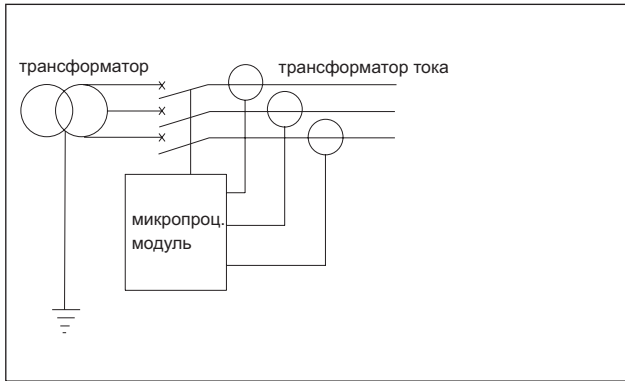 трансформатор
трансформатор тока
микропроц.
модуль